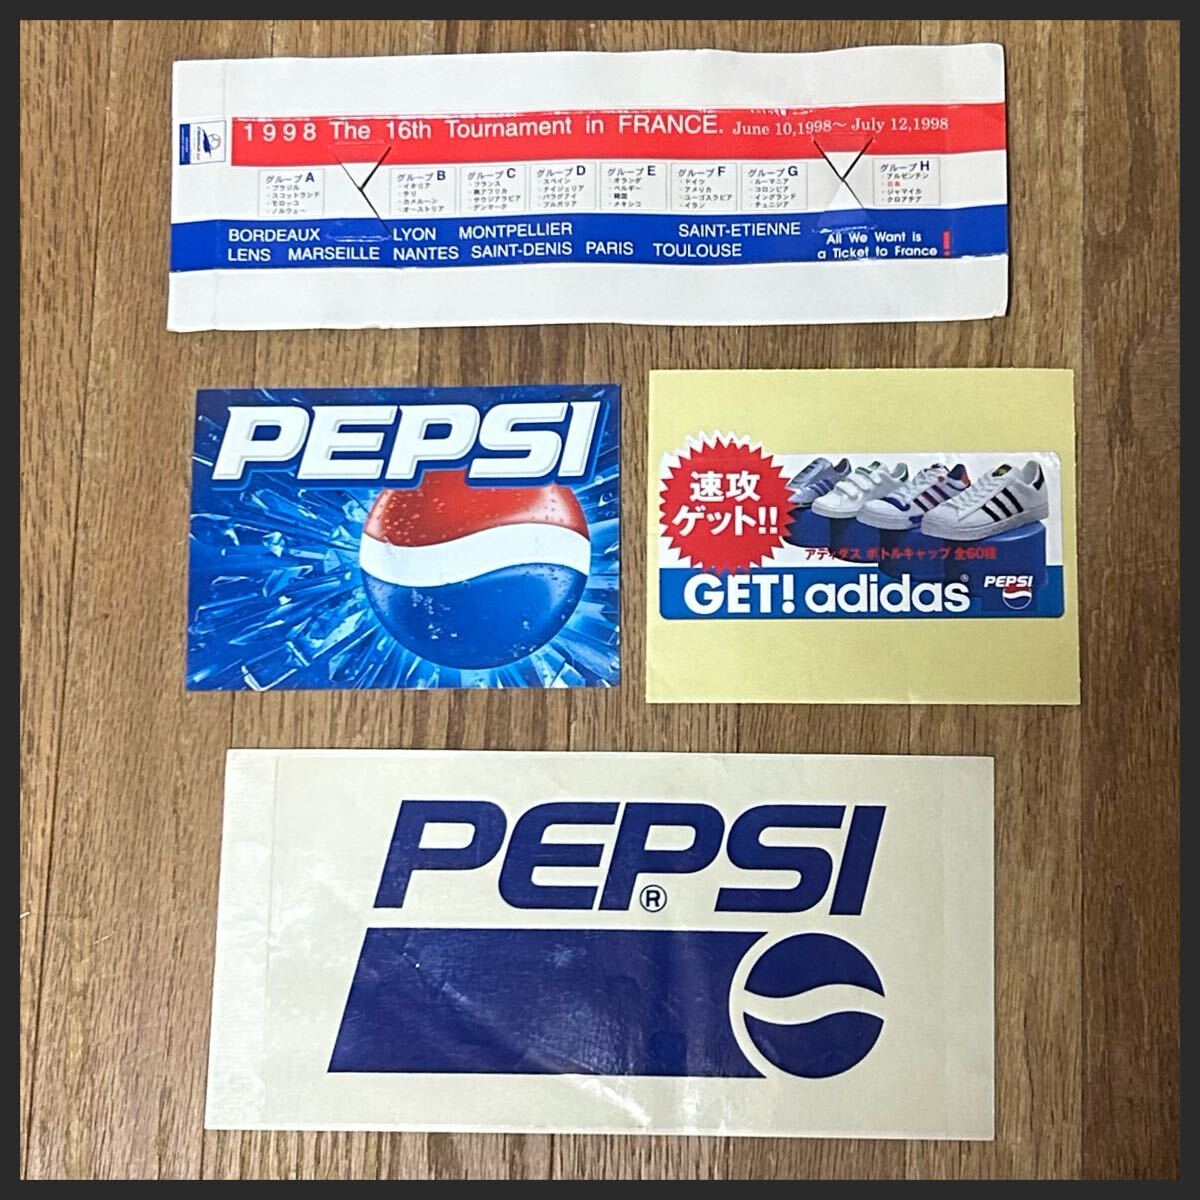 1998 The 16th Tournament in FRANCE. June 10,1998～July 12,1998
グループ A
・ブラジル
・スコットランド
・モロッコ
・ノルウェー
グループ B
・イタリア
・チリ
・カメルーン
・オーストリア
グループ C
・フランス
・南アフリカ
・サウジアラビア
・デンマーク
グループ D
・スペイン
・ナイジェリア
・パラグアイ
・ブルガリア
グループ E
・オランダ
・ベルギー
・韓国
・メキシコ
グループ F
・ドイツ
・アメリカ
・ユーゴスラビア
・イラン
グループ G
・ルーマニア
・コロンビア
・イングランド
・チュニジア
グループ H
・アルゼンチン
・日本
・ジャマイカ
・クロアチア
BORDEAUX LYON MONTPELLIER SAINT-ETIENNE
LENS MARSEILLE NANTES SAINT-DENIS PARIS TOULOUSE
All We Want is
a Ticket to France!
PEPSI
速攻
ゲット!!
アディダス ボトルキャップ 全60種
GET! adidas®
PEPSI
PEPSI
®